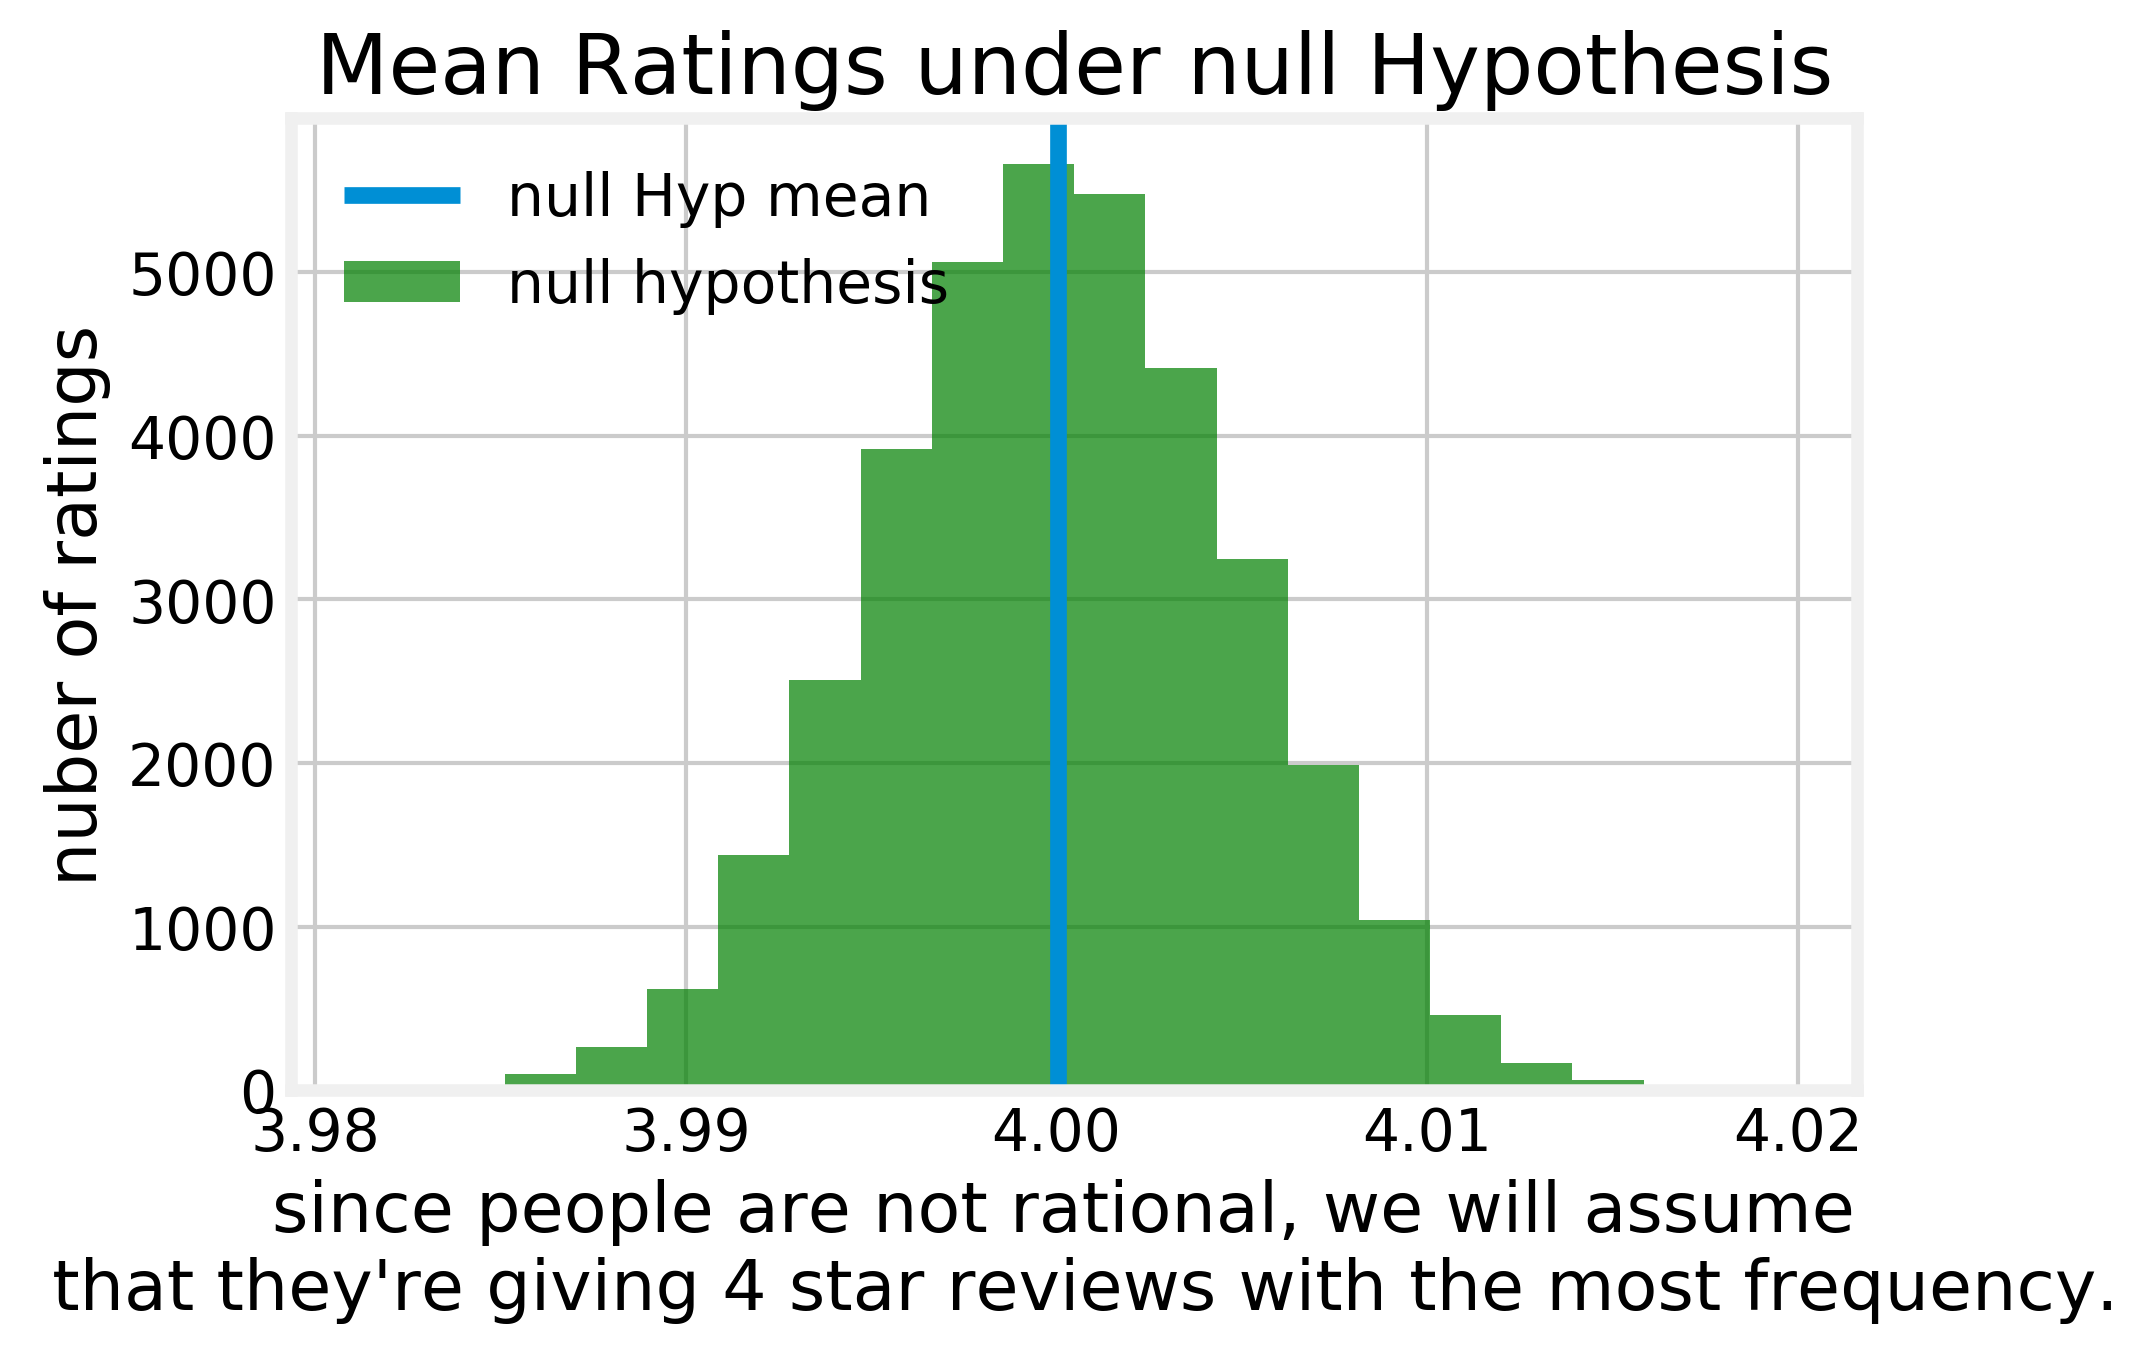 Mean Ratings under null Hypothesis
null Hyp mean
null hypothesis
nuber of ratings
5000
4000
3000
2000
1000
0
3.98 3.99 4.00 4.01 4.02
since people are not rational, we will assume
that they're giving 4 star reviews with the most frequency.